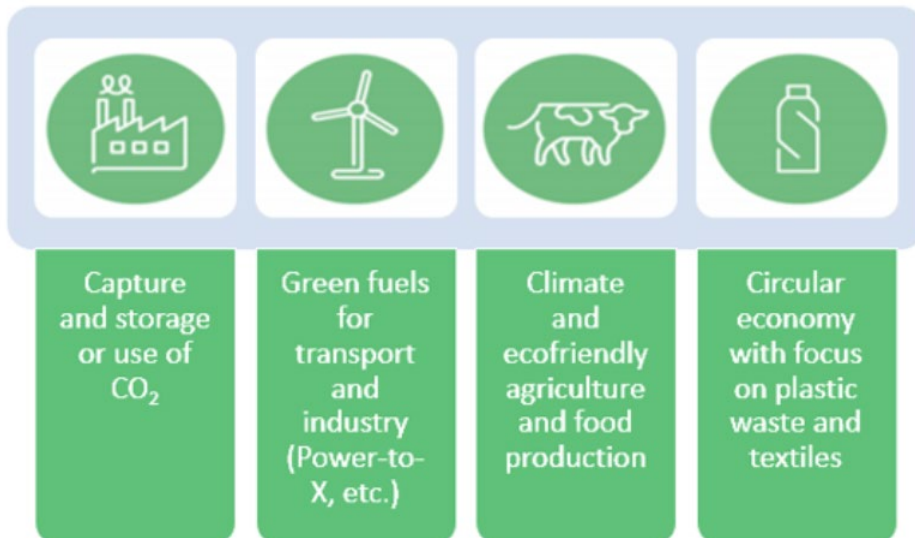 Capture
and storage
or use of
CO₂
Green fuels
for
transport
and
industry
(Power-to-
X, etc.)
Climate
and
ecofriendly
agriculture
and food
production
Circular
economy
with focus
on plastic
waste and
textiles